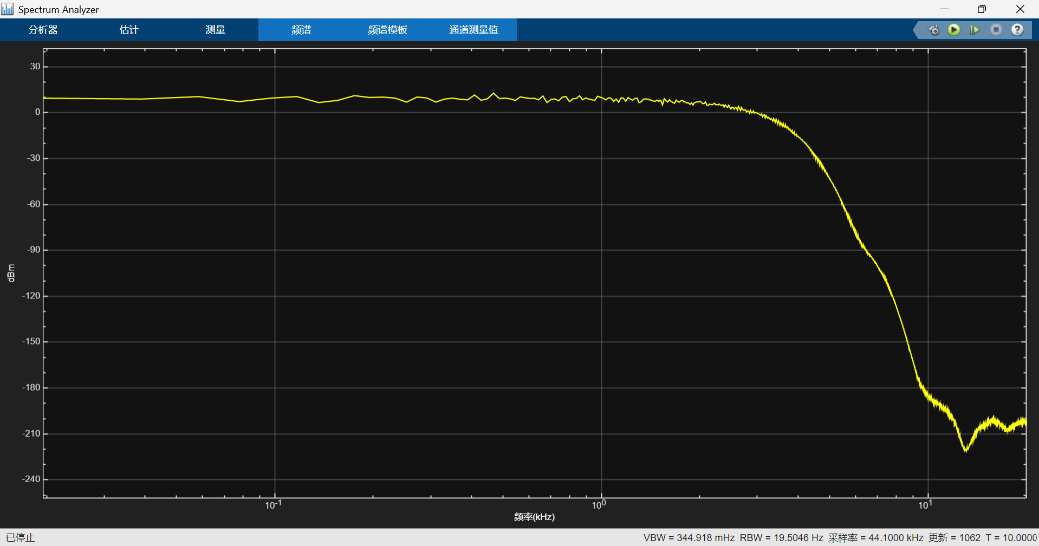 Spectrum Analyzer
分析器 估计 测量 频谱 频谱模板 通道测量值
30
0
-30
-60
-90
-120
-150
-180
-210
-240
dBm
10-1 100 101
频率(kHz)
已停止 VBW = 344.918 mHz RBW = 19.5046 Hz 采样率 = 44.1000 kHz 更新 = 1062 T = 10.0000